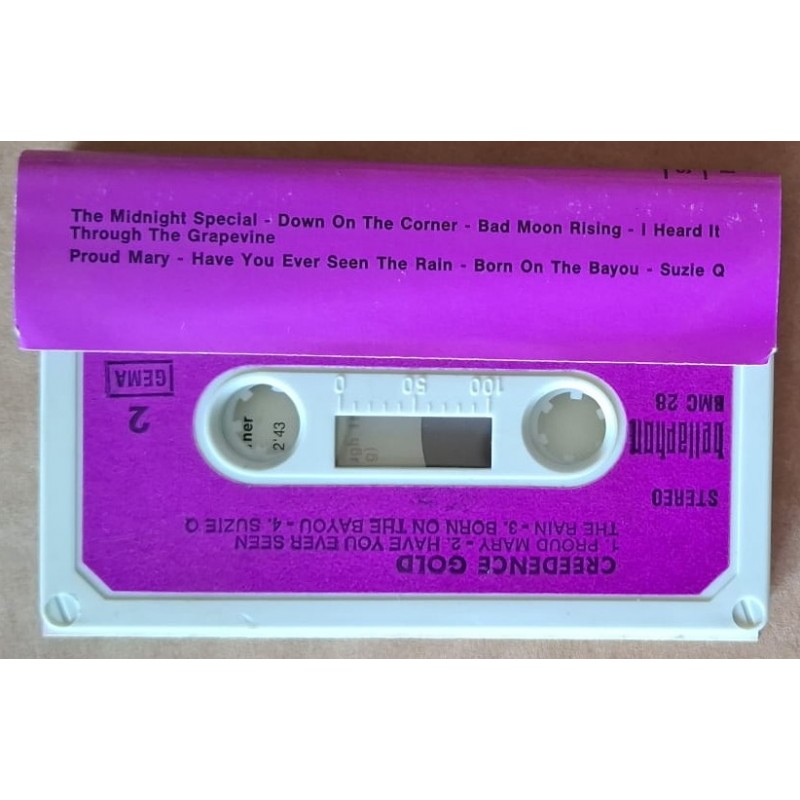 The Midnight Special - Down On The Corner - Bad Moon Rising - I Heard It
Through The Grapevine
Proud Mary - Have You Ever Seen The Rain - Born On The Bayou - Suzie Q
CREEDENCE GOLD
1. PROUD MARY - 2. HAVE YOU EVER SEEN
THE RAIN - 3. BORN ON THE BAYOU - 4. SUZIE Q
STEREO
bellaphon
BMC 28
2
GEMA
100 50 0
ner
2'43